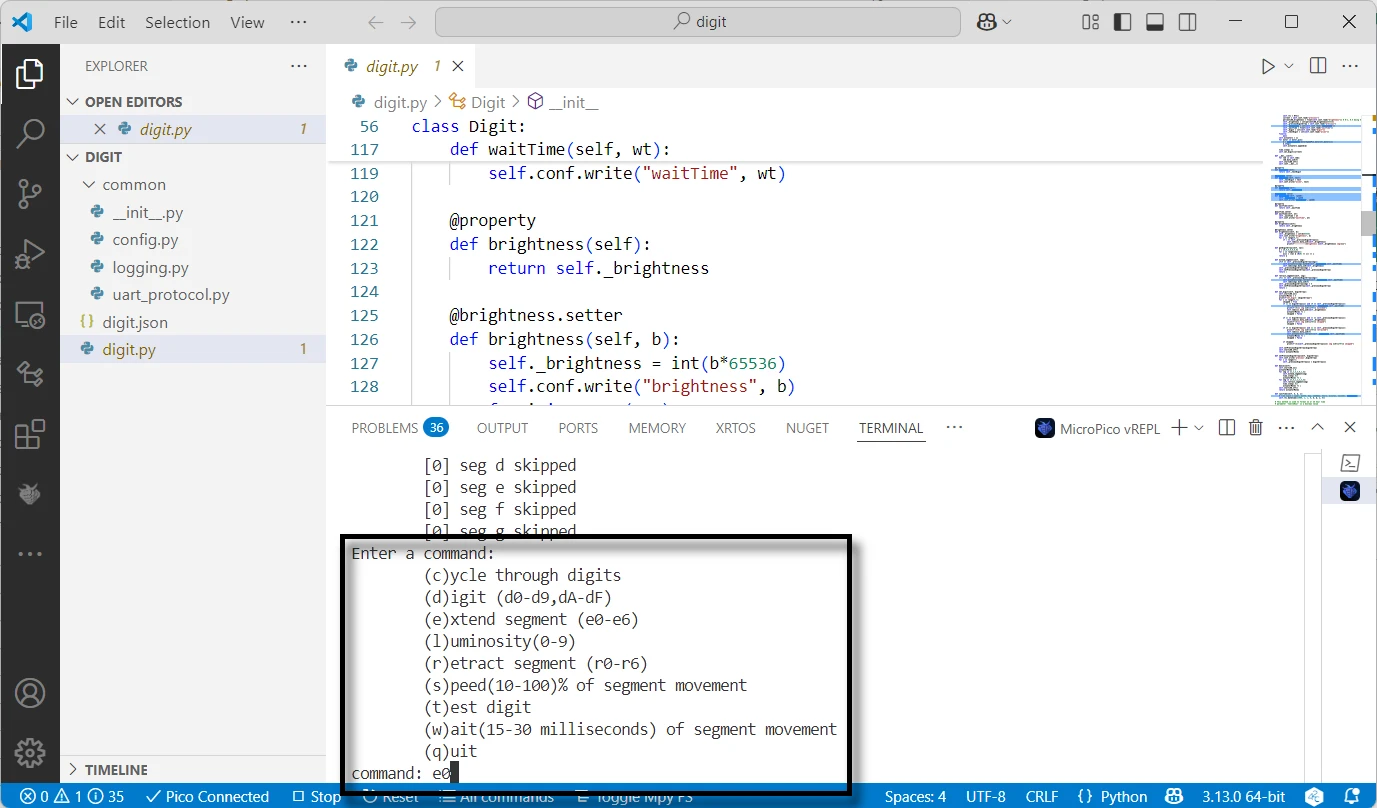 File Edit Selection View ··· digit
EXPLORER ···
OPEN EDITORS
digit.py 1
DIGIT
common
__init__.py
config.py
logging.py
uart_protocol.py
{} digit.json
digit.py 1
TIMELINE
digit.py 1
digit.py > Digit > __init__
56 class Digit:
117 def waitTime(self, wt):
119 self.conf.write("waitTime", wt)
120
121 @property
122 def brightness(self):
123 return self._brightness
124
125 @brightness.setter
126 def brightness(self, b):
127 self._brightness = int(b*65536)
128 self.conf.write("brightness", b)
PROBLEMS 36 OUTPUT PORTS MEMORY XRTOS NUGET TERMINAL ··· MicroPico vREPL
[0] seg d skipped
[0] seg e skipped
[0] seg f skipped
[0] seg g skipped
Enter a command:
(c)ycle through digits
(d)igit (d0-d9,dA-dF)
(e)xtend segment (e0-e6)
(l)uminosity(0-9)
(r)etract segment (r0-r6)
(s)peed(10-100)% of segment movement
(t)est digit
(w)ait(15-30 milliseconds) of segment movement
(q)uit
command: e0
0 1 35 Pico Connected Stop Reset All commands Toggle Mpy FS Spaces: 4 UTF-8 CRLF {} Python 3.13.0 64-bit